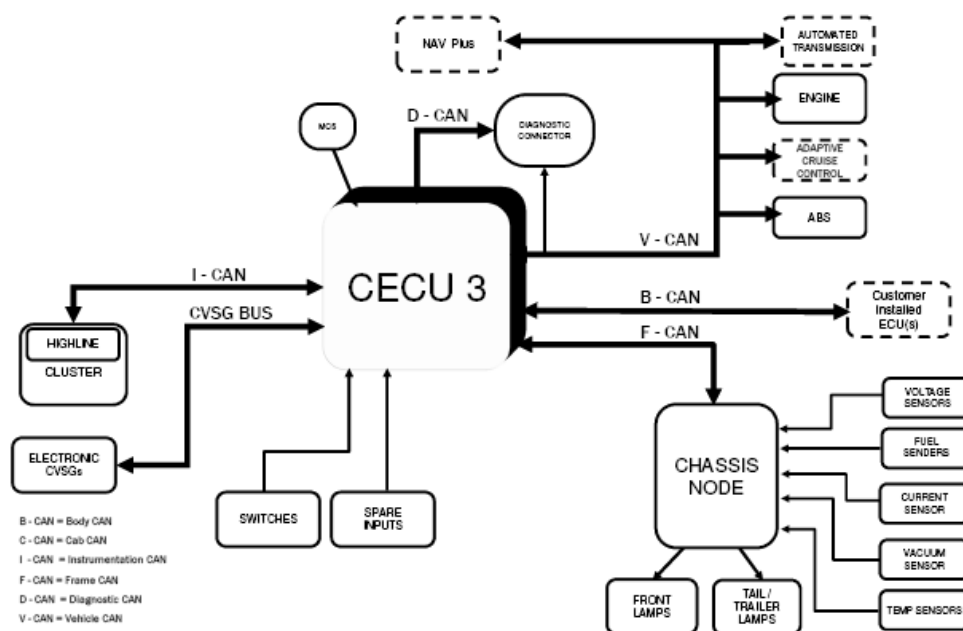 NAV Plus
AUTOMATED
TRANSMISSION
ENGINE
ADAPTIVE
CRUISE
CONTROL
ABS
MCS
D - CAN
DIAGNOSTIC
CONNECTOR
V - CAN
CECU 3
I - CAN
CVSG BUS
HIGHLINE
CLUSTER
ELECTRONIC
CVSGs
B - CAN
Customer
Installed
ECU(s)
F - CAN
CHASSIS
NODE
VOLTAGE
SENSORS
FUEL
SENDERS
CURRENT
SENSOR
VACUUM
SENSOR
TEMP SENSORS
SWITCHES
SPARE
INPUTS
FRONT
LAMPS
TAIL /
TRAILER
LAMPS
B - CAN = Body CAN
C - CAN = Cab CAN
I - CAN = Instrumentation CAN
F - CAN = Frame CAN
D - CAN = Diagnostic CAN
V - CAN = Vehicle CAN